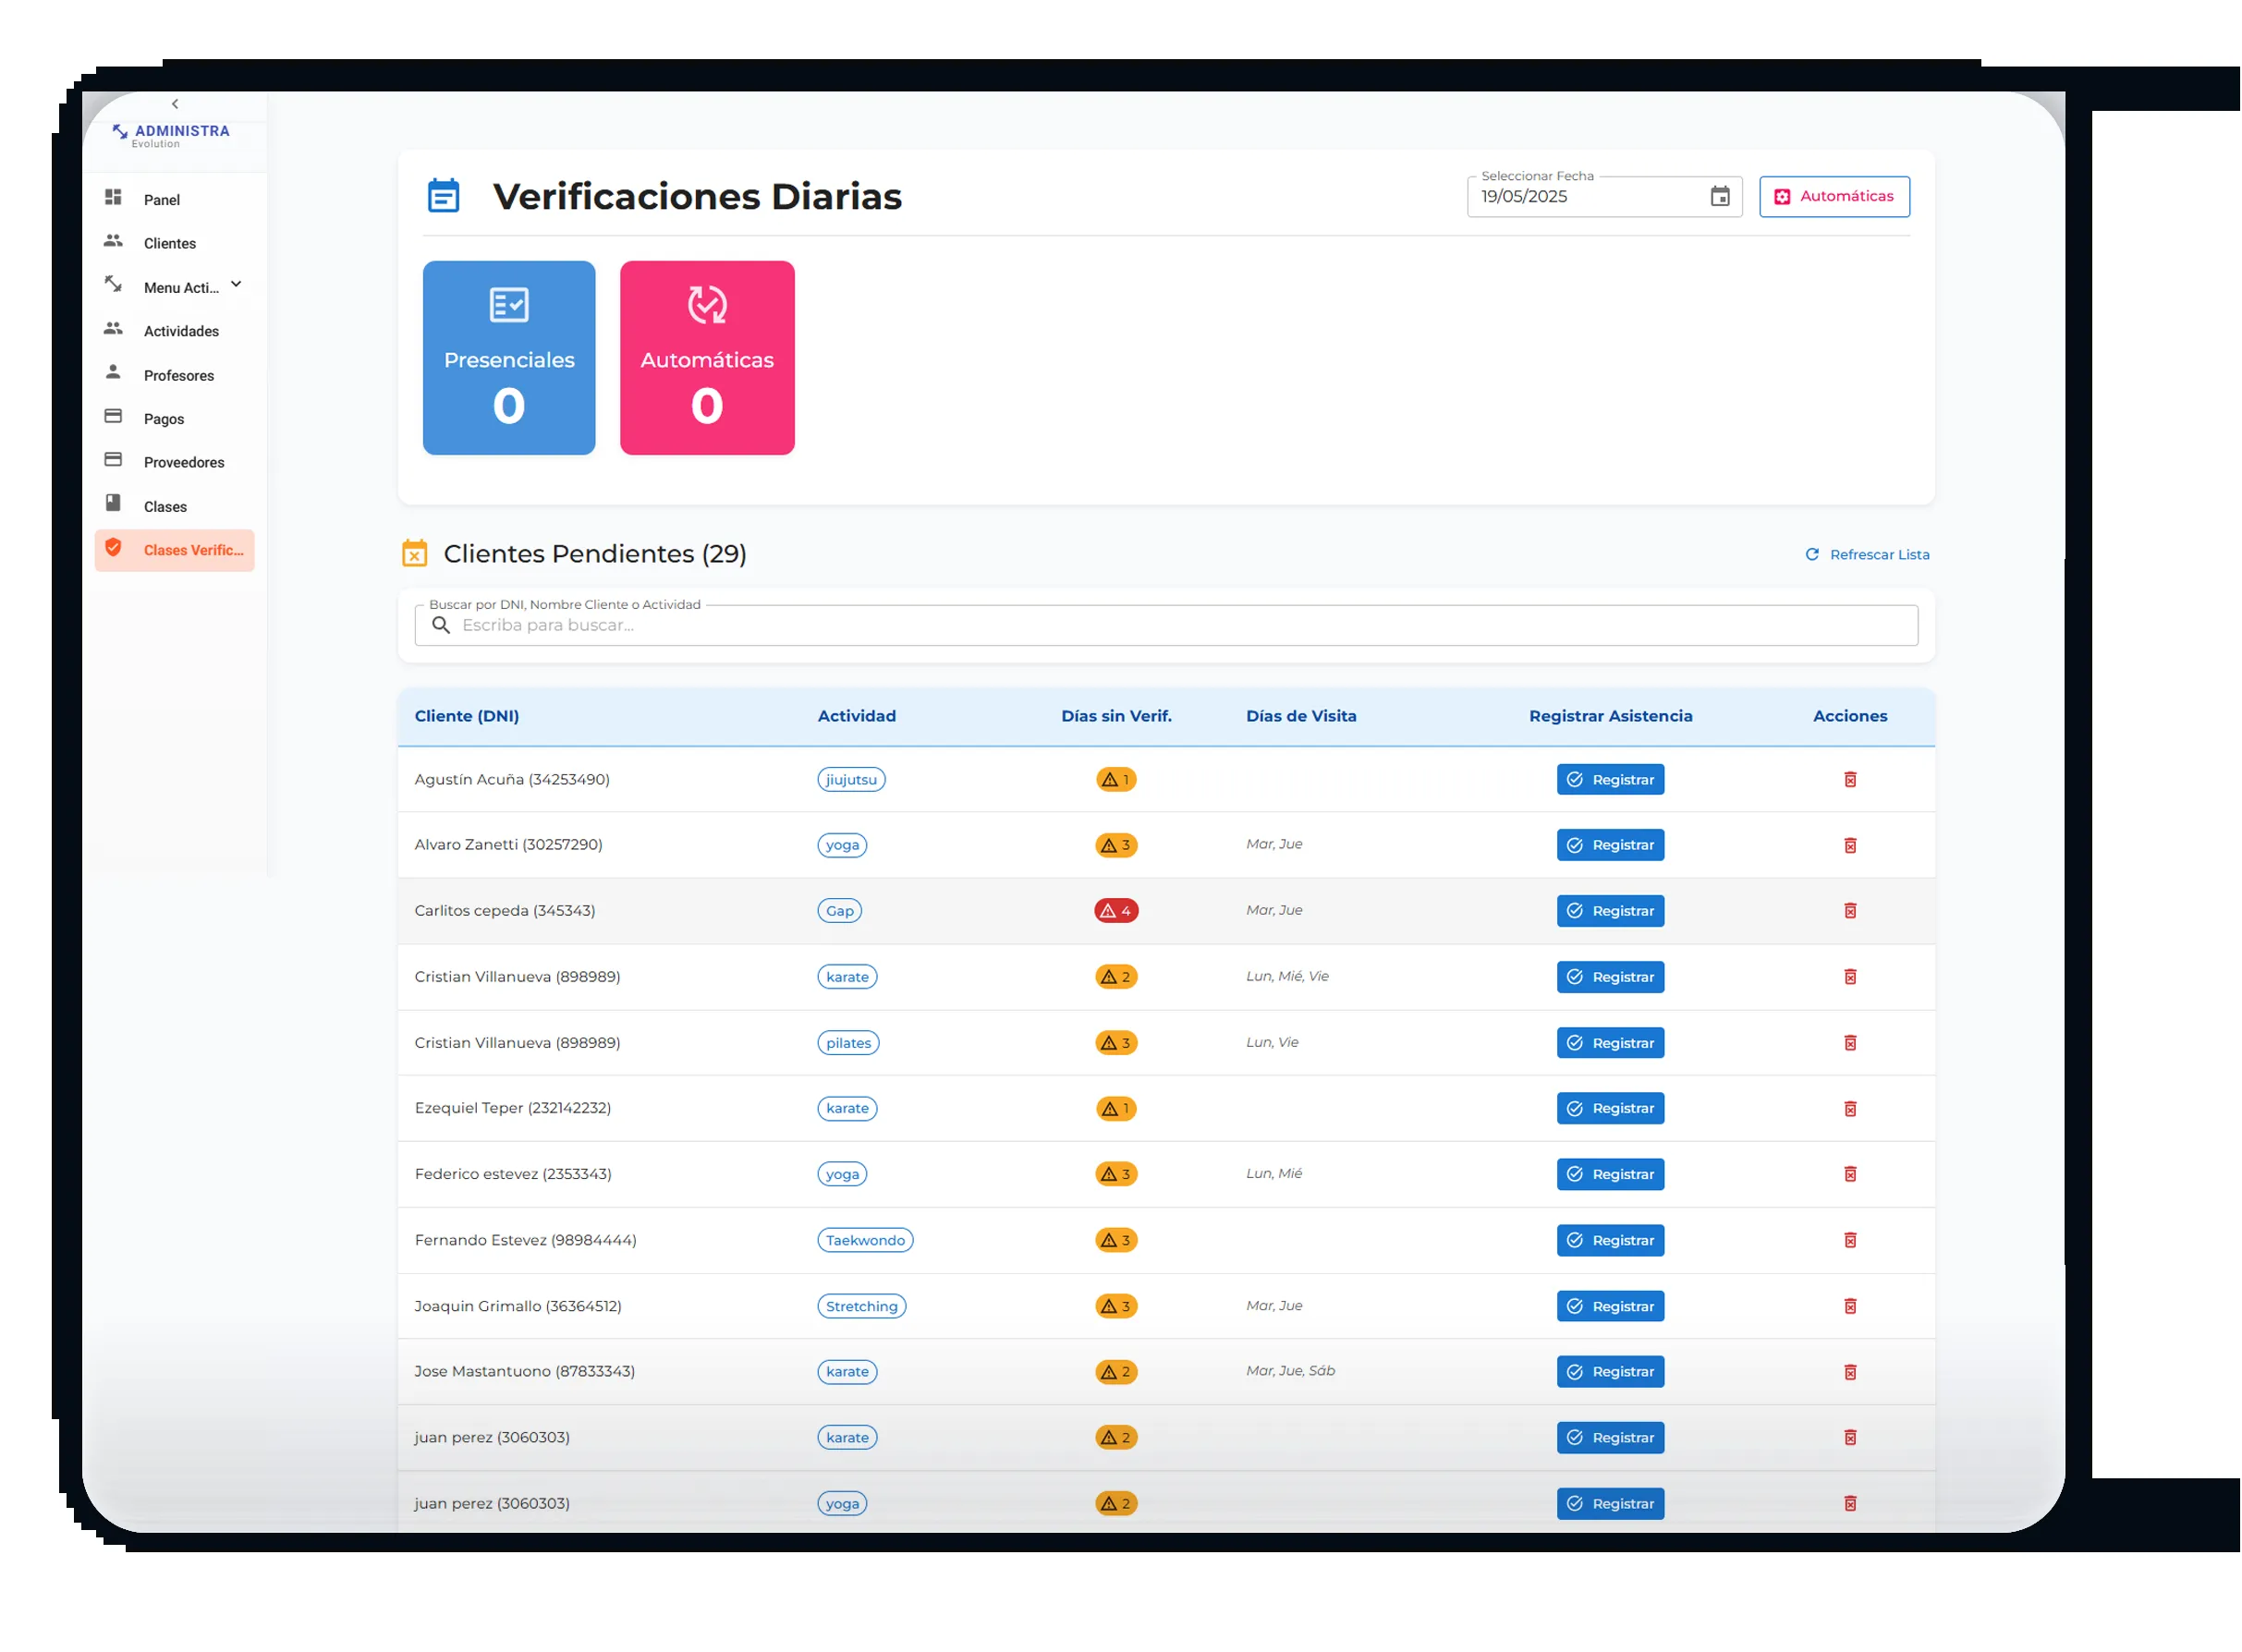 ADMINISTRA
Evolution
Panel
Clientes
Menu Acti...
Actividades
Profesores
Pagos
Proveedores
Clases
Clases Verific...
Verificaciones Diarias
Seleccionar Fecha
19/05/2025
Automáticas
Presenciales
0
Automáticas
0
Clientes Pendientes (29)
Refrescar Lista
Buscar por DNI, Nombre Cliente o Actividad
Escriba para buscar...
Cliente (DNI) Actividad Días sin Verif. Días de Visita Registrar Asistencia Acciones
Agustín Acuña (34253490) jiujutsu 1 Registrar
Alvaro Zanetti (30257290) yoga 3 Mar, Jue Registrar
Carlitos cepeda (345343) Gap 4 Mar, Jue Registrar
Cristian Villanueva (898989) karate 2 Lun, Mié, Vie Registrar
Cristian Villanueva (898989) pilates 3 Lun, Vie Registrar
Ezequiel Teper (232142232) karate 1 Registrar
Federico estevez (2353343) yoga 3 Lun, Mié Registrar
Fernando Estevez (98984444) Taekwondo 3 Registrar
Joaquin Grimallo (36364512) Stretching 3 Mar, Jue Registrar
Jose Mastantuono (87833343) karate 2 Mar, Jue, Sáb Registrar
juan perez (3060303) karate 2 Registrar
juan perez (3060303) yoga 2 Registrar